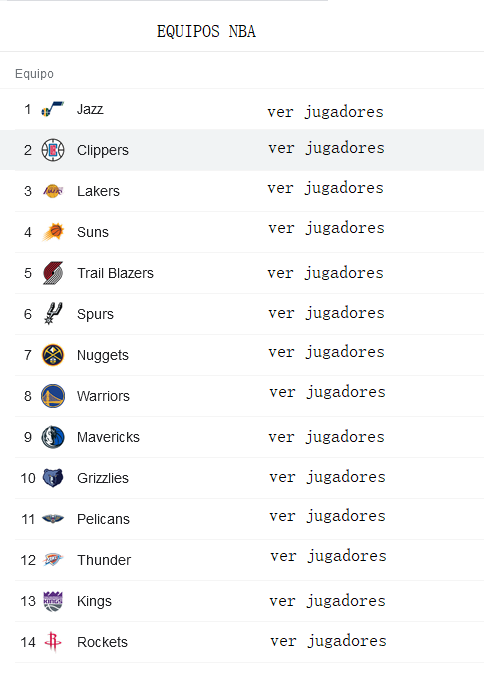 EQUIPOS NBA
Equipo
1 Jazz ver jugadores
2 Clippers ver jugadores
3 Lakers ver jugadores
4 Suns ver jugadores
5 Trail Blazers ver jugadores
6 Spurs ver jugadores
7 Nuggets ver jugadores
8 Warriors ver jugadores
9 Mavericks ver jugadores
10 Grizzlies ver jugadores
11 Pelicans ver jugadores
12 Thunder ver jugadores
13 Kings ver jugadores
14 Rockets ver jugadores